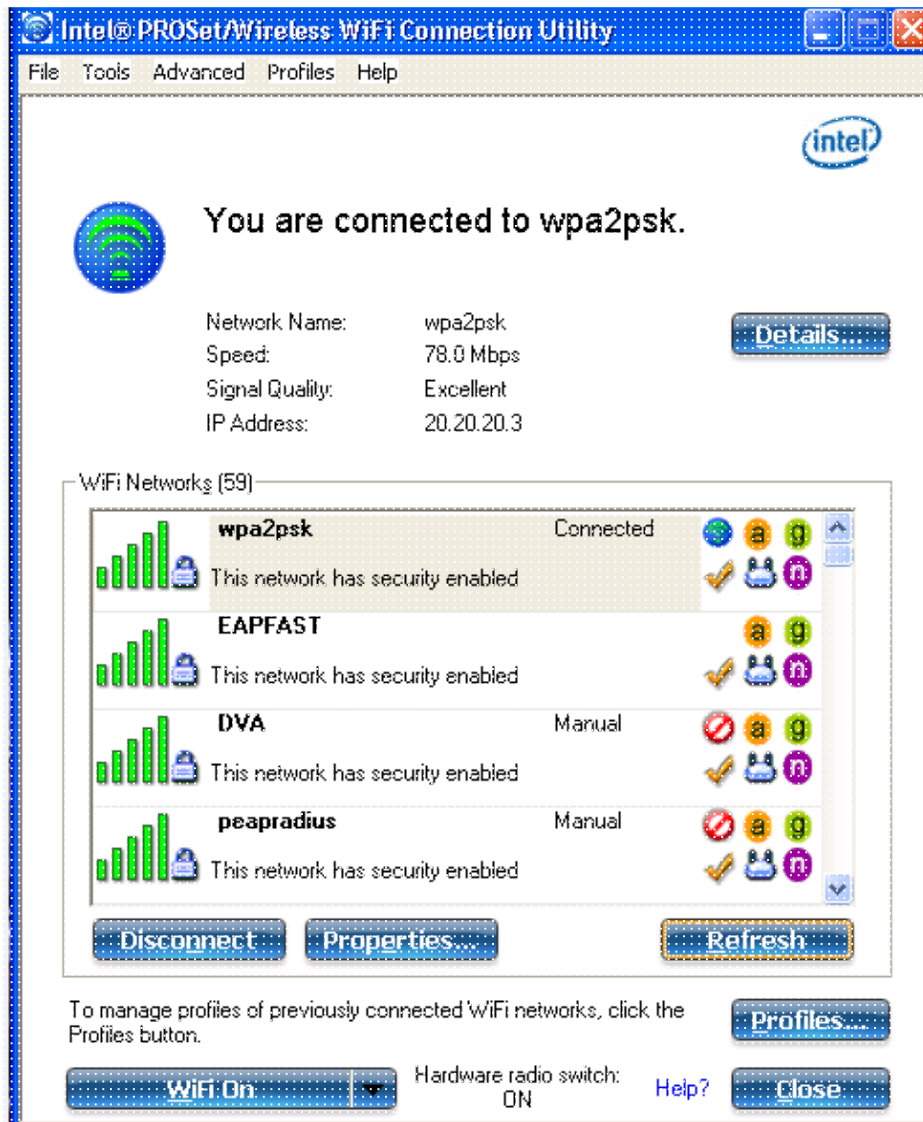 Intel® PROSet/Wireless WiFi Connection Utility
File Tools Advanced Profiles Help
intel
You are connected to wpa2psk.
Network Name: wpa2psk
Details...
Speed: 78.0 Mbps
Signal Quality: Excellent
IP Address: 20.20.20.3
WiFi Networks (59)
wpa2psk Connected a g
This network has security enabled n
EAPFAST a g
This network has security enabled n
DVA Manual a g
This network has security enabled n
peapradius Manual a g
This network has security enabled n
Disconnect Properties... Refresh
To manage profiles of previously connected WiFi networks, click the
Profiles button.
Profiles...
WiFi On Hardware radio switch:
ON
Help? Close